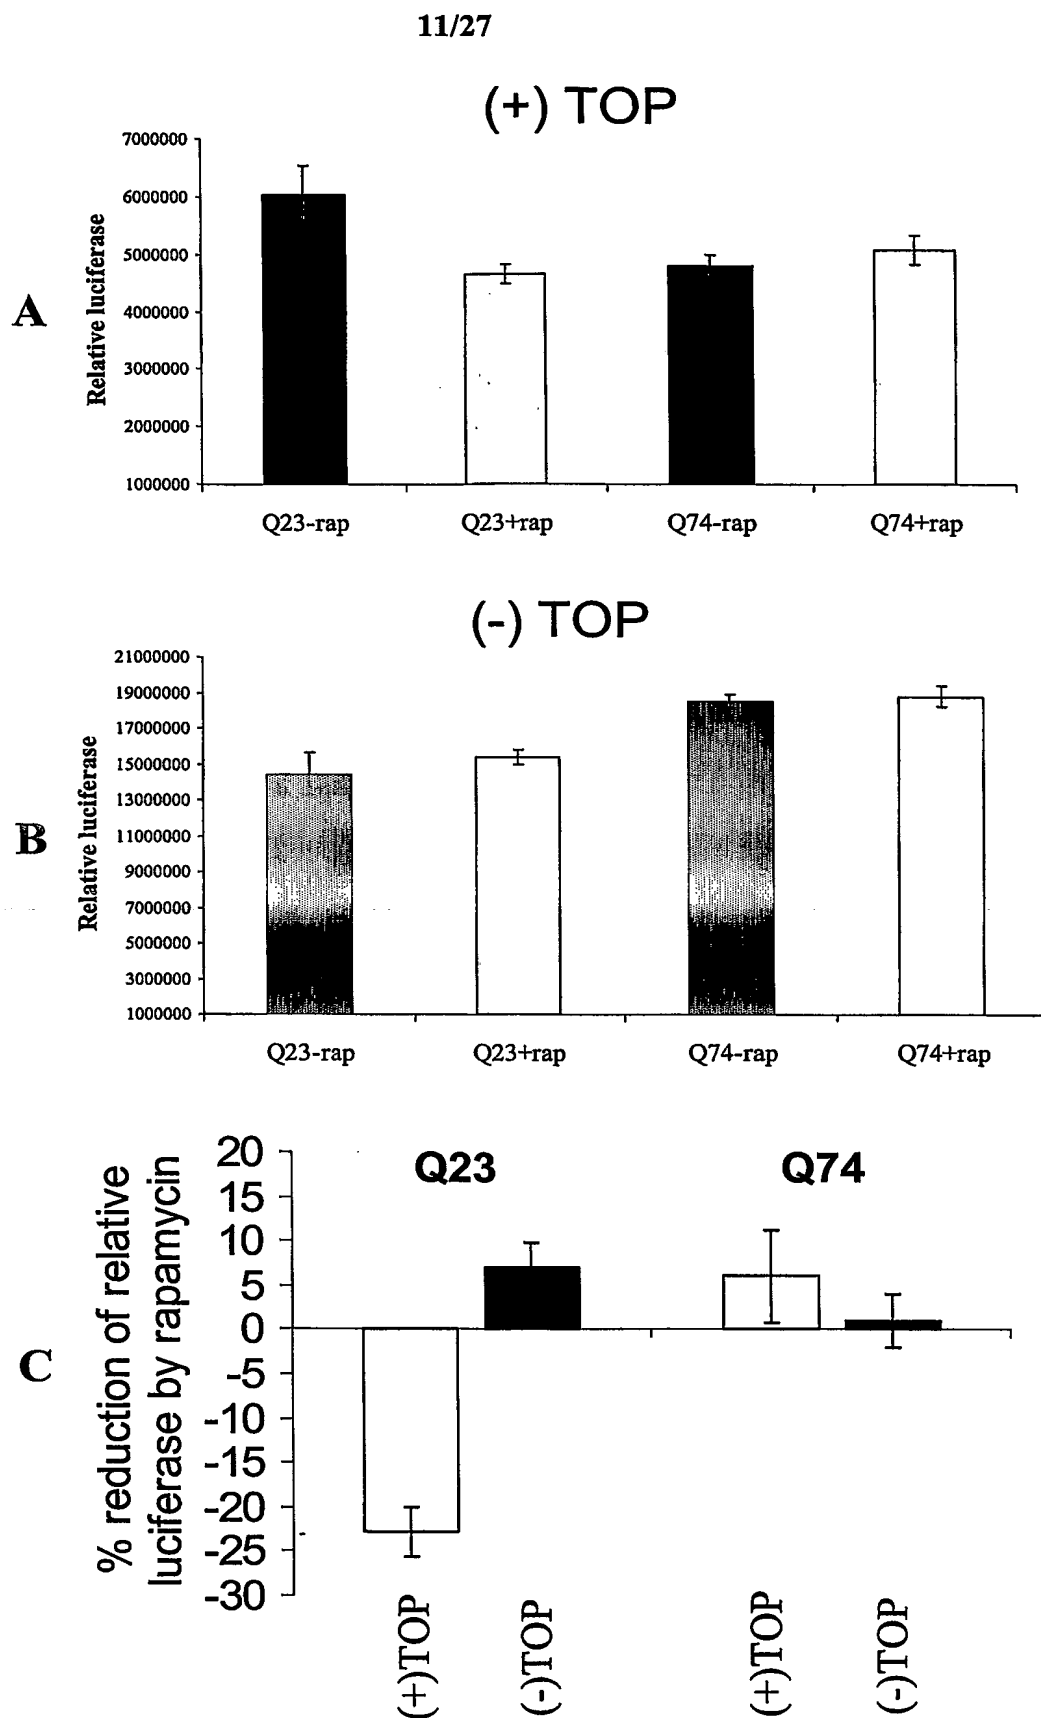 11/27
(+) TOP
7000000
6000000
5000000
4000000
3000000
2000000
1000000
Relative luciferase
A
Q23-rap
Q23+rap
Q74-rap
Q74+rap
(-) TOP
21000000
19000000
17000000
15000000
13000000
11000000
9000000
7000000
5000000
3000000
1000000
Relative luciferase
B
Q23-rap
Q23+rap
Q74-rap
Q74+rap
Q23
Q74
20
15
10
5
0
-5
-10
-15
-20
-25
-30
% reduction of relative
luciferase by rapamycin
C
(+)TOP
(-)TOP
(+)TOP
(-)TOP